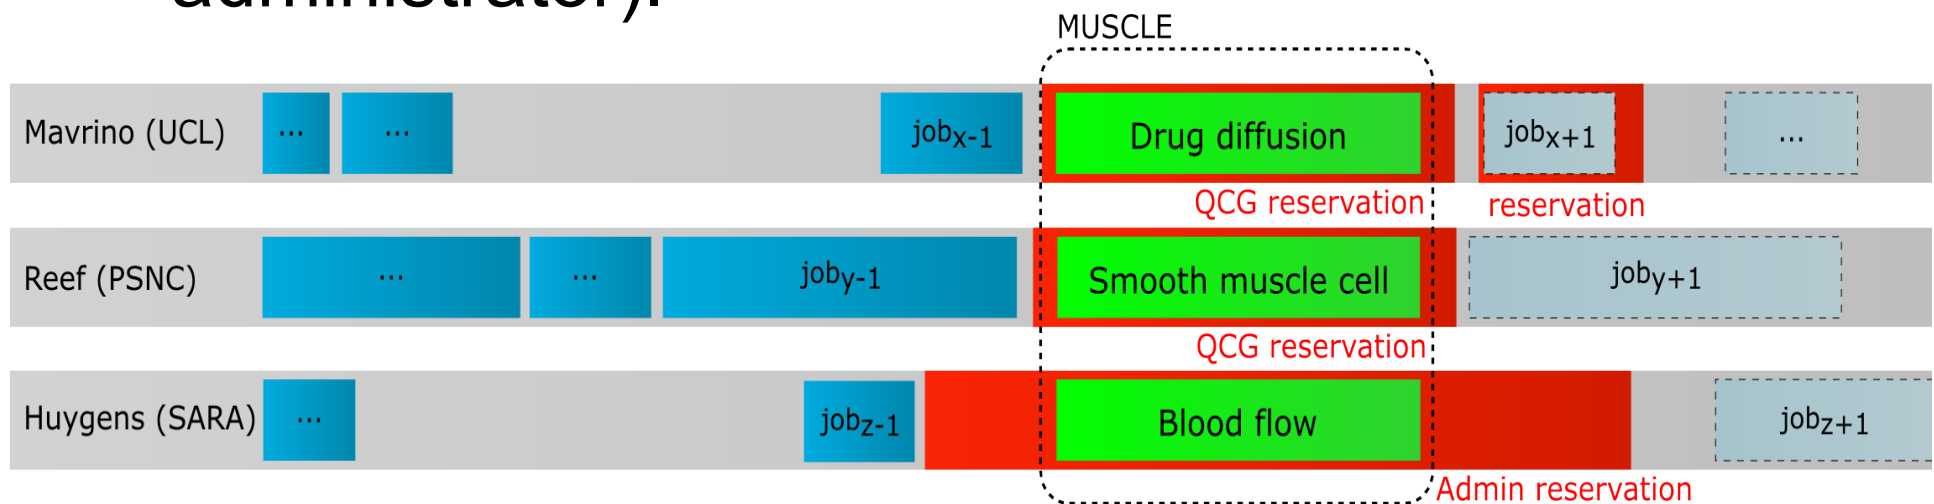 administrator).
MUSCLE
Mavrino (UCL) ... ... jobx-1 Drug diffusion jobx+1 ...
QCG reservation reservation
Reef (PSNC) ... ... joby-1 Smooth muscle cell joby+1
QCG reservation
Huygens (SARA) ... jobz-1 Blood flow jobz+1
Admin reservation